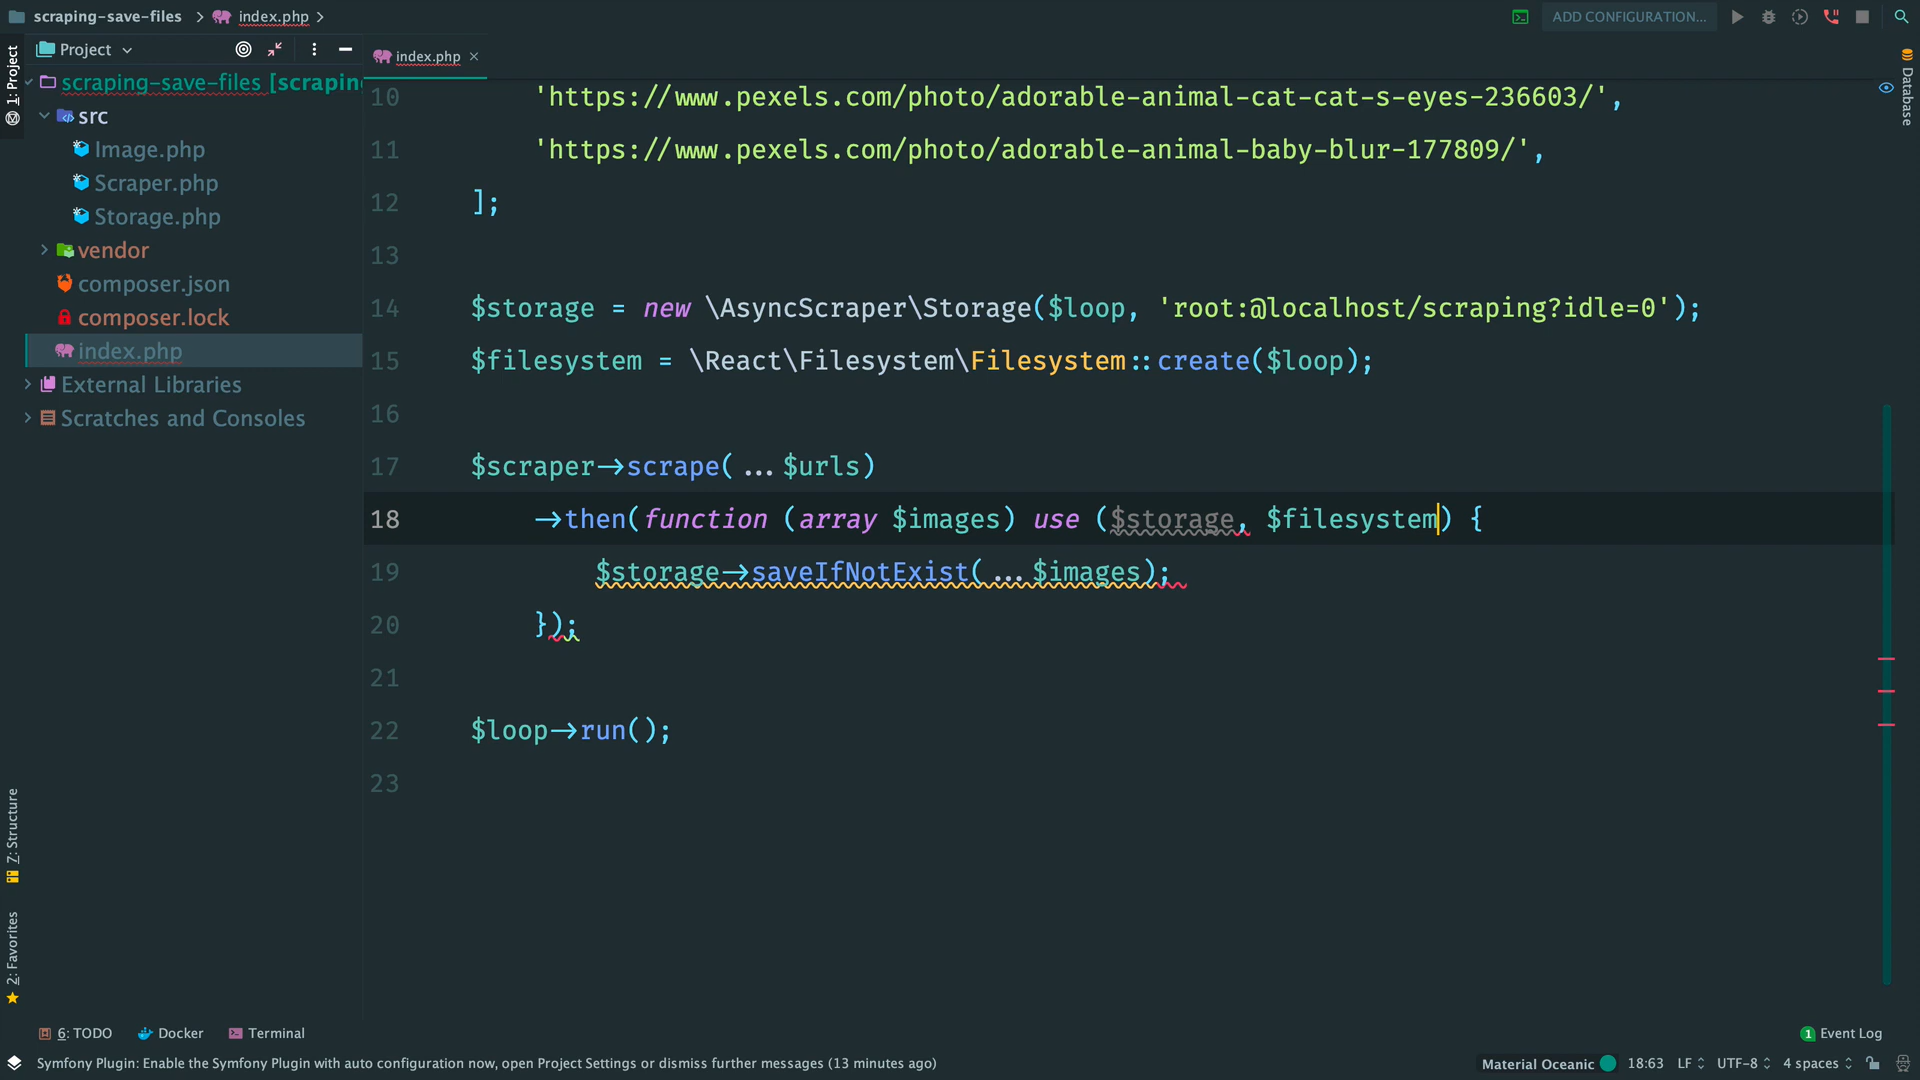 scraping-save-files
index.php
ADD CONFIGURATION...
1: Project
Project
index.php
Database
scraping-save-files [scraping
src
Image.php
Scraper.php
Storage.php
vendor
composer.json
composer.lock
index.php
External Libraries
Scratches and Consoles
10 'https://www.pexels.com/photo/adorable-animal-cat-cat-s-eyes-236603/',
11 'https://www.pexels.com/photo/adorable-animal-baby-blur-177809/',
12 ];
13
14 $storage = new \AsyncScraper\Storage($loop, 'root:@localhost/scraping?idle=0');
15 $filesystem = \React\Filesystem\Filesystem::create($loop);
16
17 $scraper->scrape(...$urls)
18 ->then(function (array $images) use ($storage, $filesystem) {
19 $storage->saveIfNotExist(...$images);
20 });
21
22 $loop->run();
23
7: Structure
2: Favorites
6: TODO
Docker
Terminal
1 Event Log
Symfony Plugin: Enable the Symfony Plugin with auto configuration now, open Project Settings or dismiss further messages (13 minutes ago)
Material Oceanic
18:63
LF
UTF-8
4 spaces